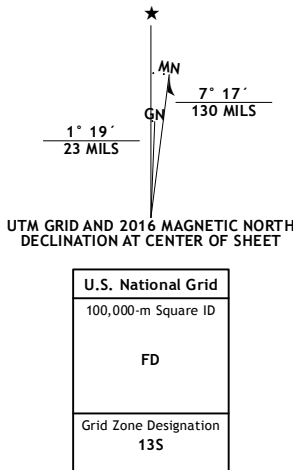 ★
MN
GN
7° 17´
130 MILS
1° 19´
23 MILS
UTM GRID AND 2016 MAGNETIC NORTH
DECLINATION AT CENTER OF SHEET
U.S. National Grid
100,000-m Square ID
FD
Grid Zone Designation
13S